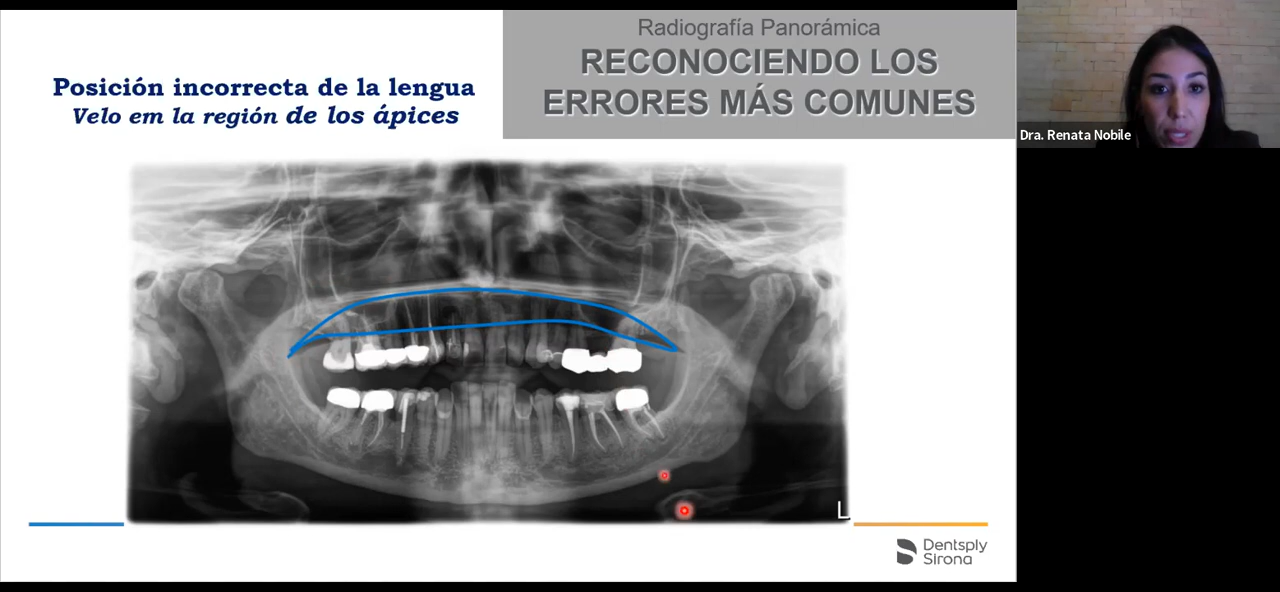 Radiografía Panorámica
RECONOCIENDO LOS
ERRORES MÁS COMUNES
Posición incorrecta de la lengua
Velo em la región de los ápices
Dra. Renata Nobile
L
Dentsply
Sirona